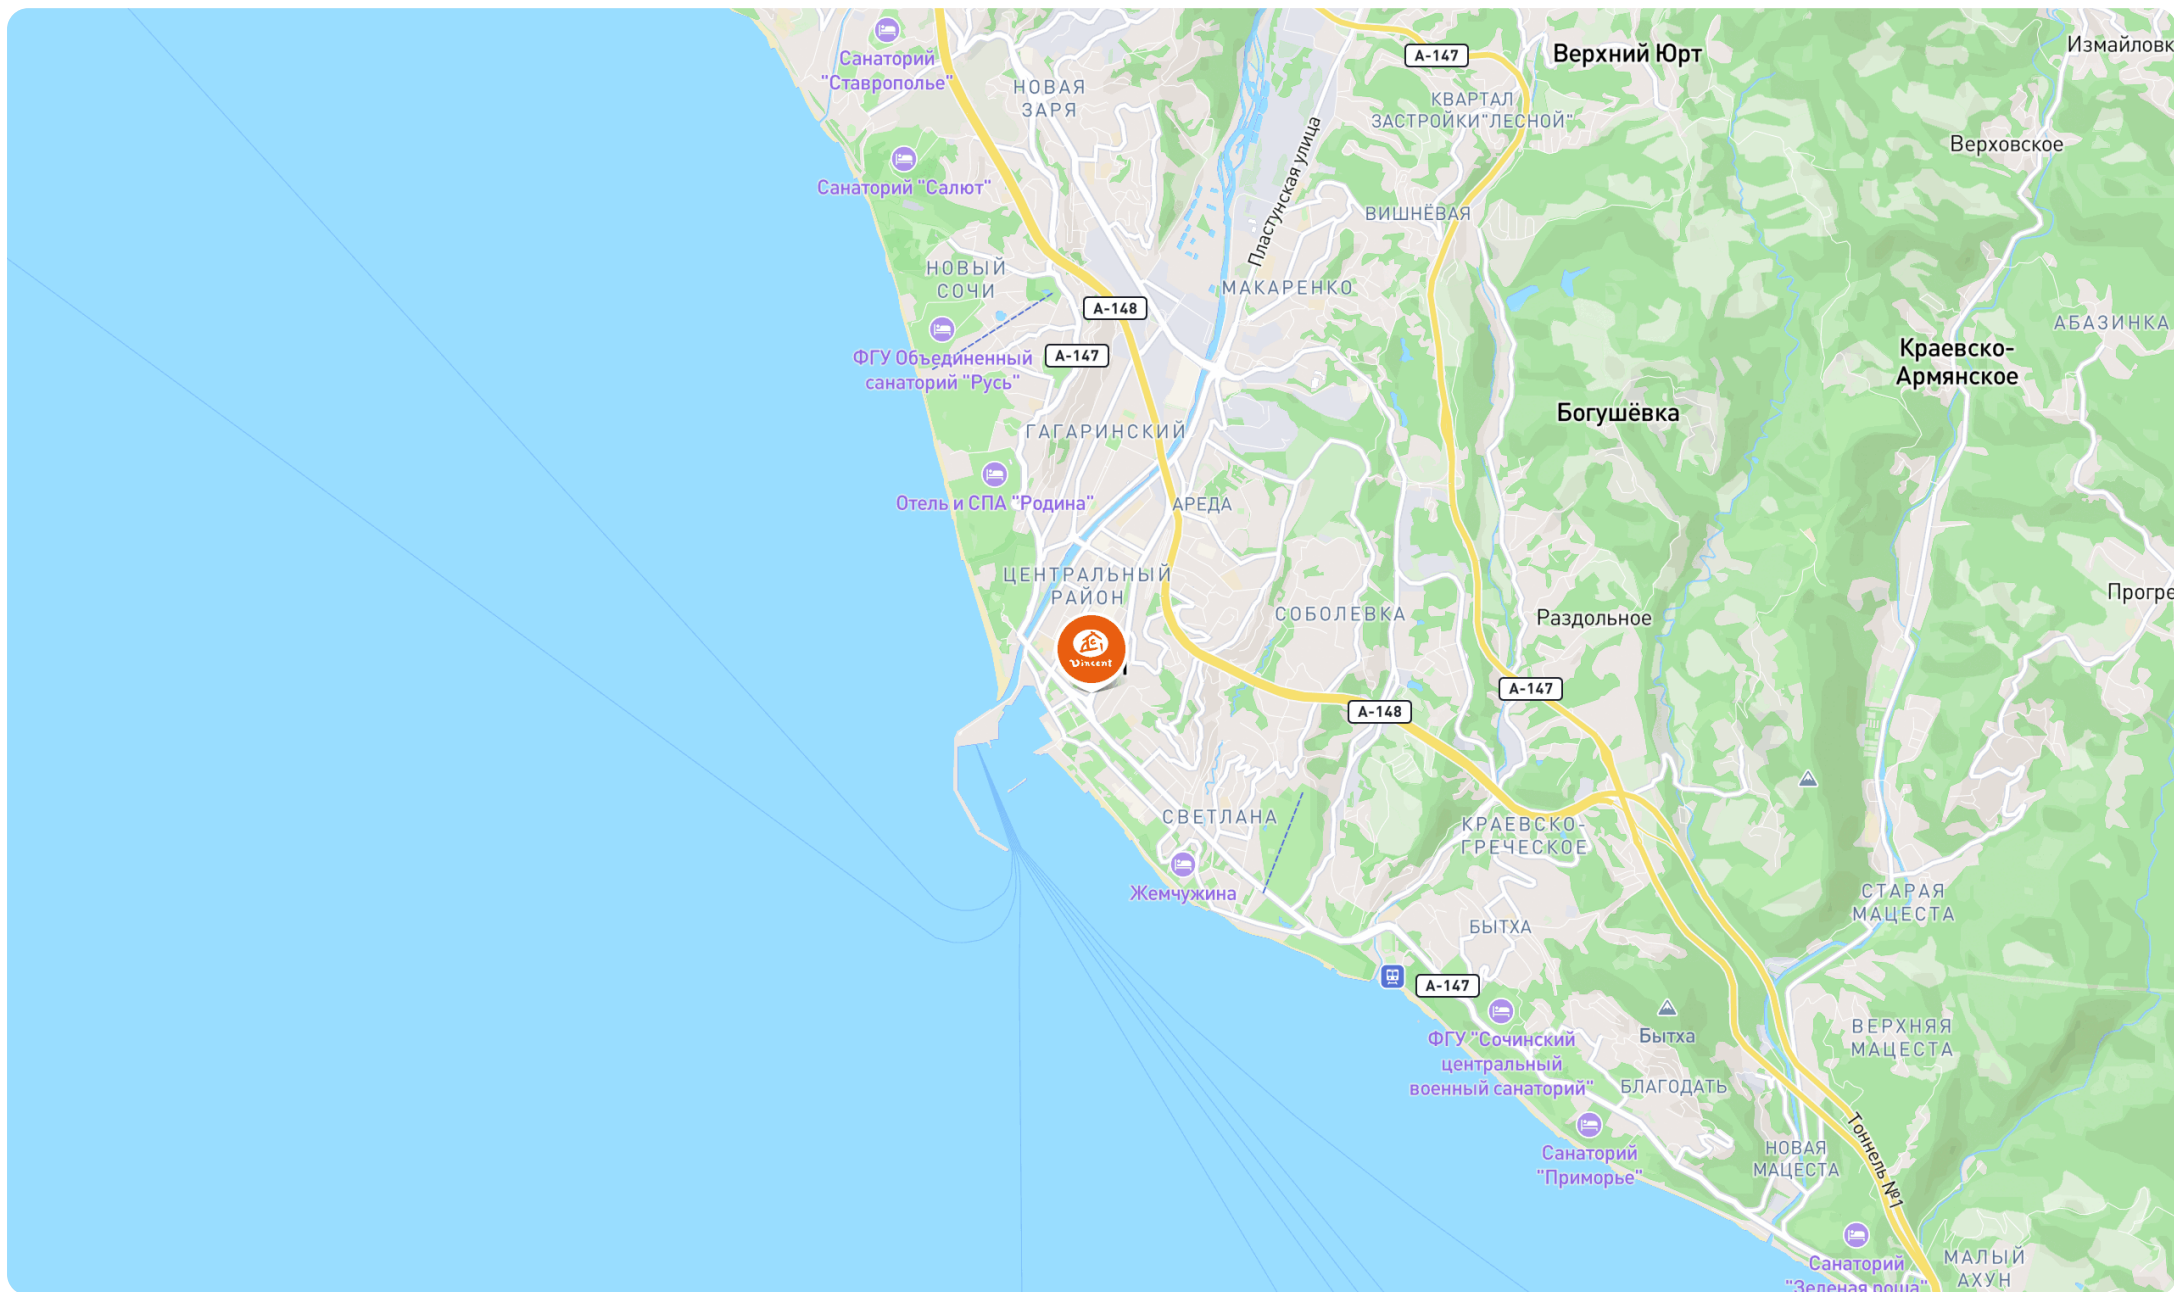 Санаторий
"Ставрополье"
НОВАЯ
ЗАРЯ
А-147
Верхний Юрт
Измайловк
КВАРТАЛ
ЗАСТРОЙКИ"ЛЕСНОЙ"
Верховское
Санаторий "Салют"
Пластунская улица
ВИШНЁВАЯ
НОВЫЙ
СОЧИ
МАКАРЕНКО
А-148
АБАЗИНКА
ФГУ Объединенный
санаторий "Русь"
А-147
Краевско-
Армянское
Богушёвка
ГАГАРИНСКИЙ
Отель и СПА "Родина"
АРЕДА
ЦЕНТРАЛЬНЫЙ
РАЙОН
СОБОЛЕВКА
Раздольное
Прогре
Vincent
А-147
А-148
СВЕТЛАНА
КРАЕВСКО-
ГРЕЧЕСКОЕ
Жемчужина
СТАРАЯ
МАЦЕСТА
БЫТХА
А-147
ФГУ "Сочинский
центральный
военный санаторий"
Бытха
ВЕРХНЯЯ
МАЦЕСТА
БЛАГОДАТЬ
Санаторий
"Приморье"
НОВАЯ
МАЦЕСТА
Тоннель №1
Санаторий
"Зеленая роща"
МАЛЫЙ
АХУН